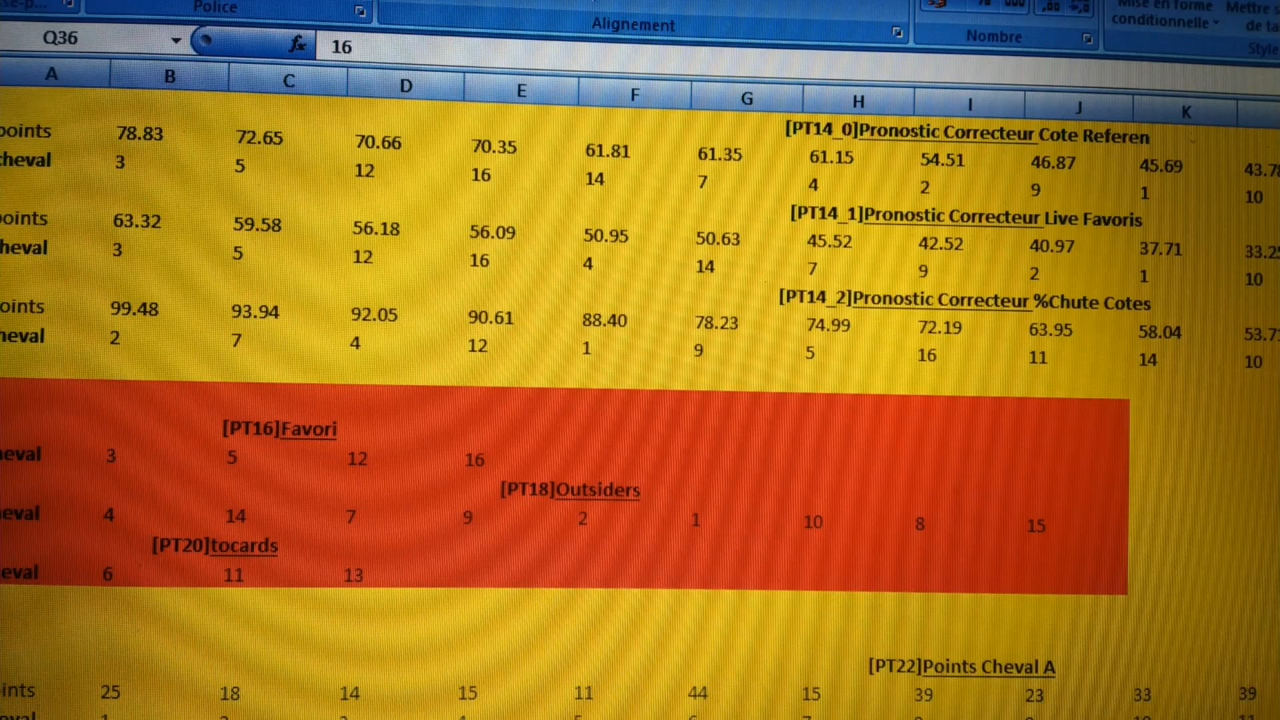 Police Alignement Nombre Mise en forme conditionnelle Mettre de ta Style
Q36 fx 16
A B C D E F G H I J K
[PT14_0]Pronostic Correcteur Cote Referen
points 78.83 72.65 70.66 70.35 61.81 61.35 61.15 54.51 46.87 45.69
cheval 3 5 12 16 14 7 4 2 9 1 10
[PT14_1]Pronostic Correcteur Live Favoris
points 63.32 59.58 56.18 56.09 50.95 50.63 45.52 42.52 40.97 37.71
heval 3 5 12 16 4 14 7 9 2 1 10
[PT14_2]Pronostic Correcteur %Chute Cotes
oints 99.48 93.94 92.05 90.61 88.40 78.23 74.99 72.19 63.95 58.04
heval 2 7 4 12 1 9 5 16 11 14 10
[PT16]Favori
eval 3 5 12 16
[PT18]Outsiders
eval 4 14 7 9 2 1 10 8 15
[PT20]tocards
eval 6 11 13
[PT22]Points Cheval A
ints 25 18 14 15 11 44 15 39 23 33 39